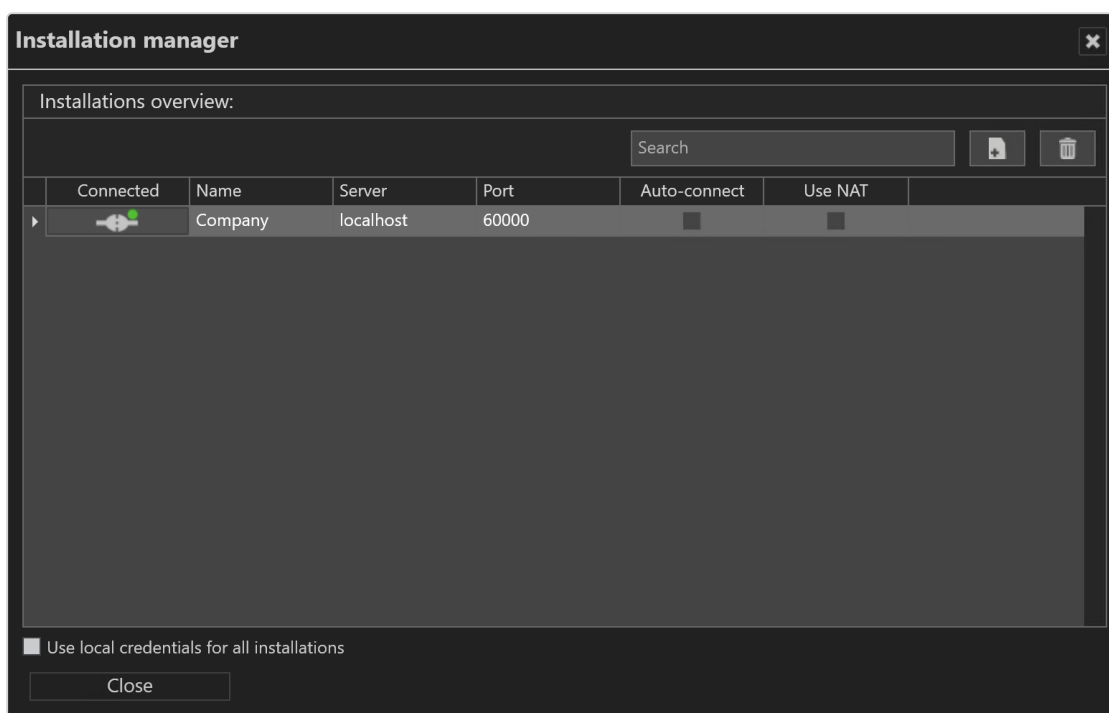 Installation manager
Installations overview:
Search
Connected Name Server Port Auto-connect Use NAT
Company localhost 60000
Use local credentials for all installations
Close